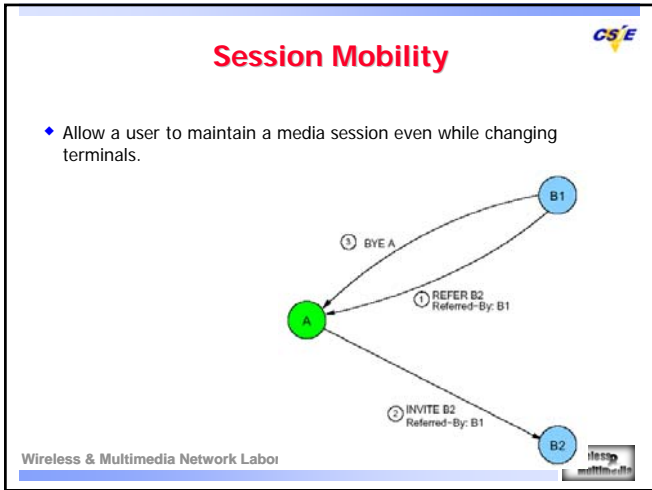 CSIE
Session Mobility
◆ Allow a user to maintain a media session even while changing
terminals.
B1
③ BYE A
① REFER B2
Referred-By: B1
A
② INVITE B2
Referred-By: B1
B2
Wireless & Multimedia Network Labor